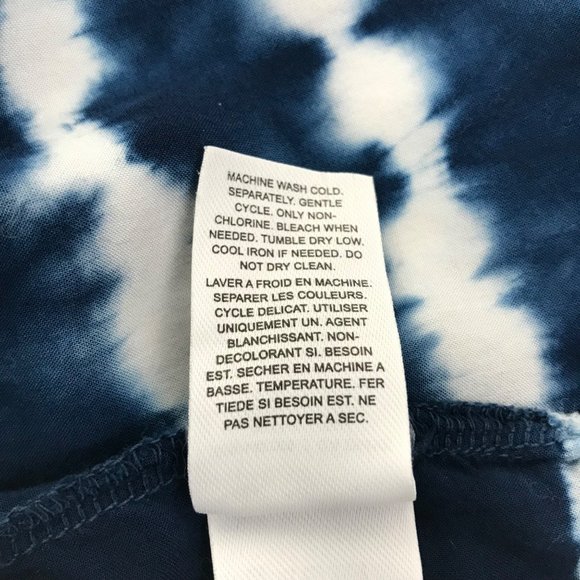 MACHINE WASH COLD.
SEPARATELY. GENTLE
CYCLE. ONLY NON-
CHLORINE. BLEACH WHEN
NEEDED. TUMBLE DRY LOW.
COOL IRON IF NEEDED. DO
NOT DRY CLEAN.
LAVER A FROID EN MACHINE.
SEPARER LES COULEURS.
CYCLE DELICAT. UTILISER
UNIQUEMENT UN. AGENT
BLANCHISSANT. NON-
DECOLORANT SI. BESOIN
EST. SECHER EN MACHINE A
BASSE. TEMPERATURE. FER
TIEDE SI BESOIN EST. NE
PAS NETTOYER A SEC.